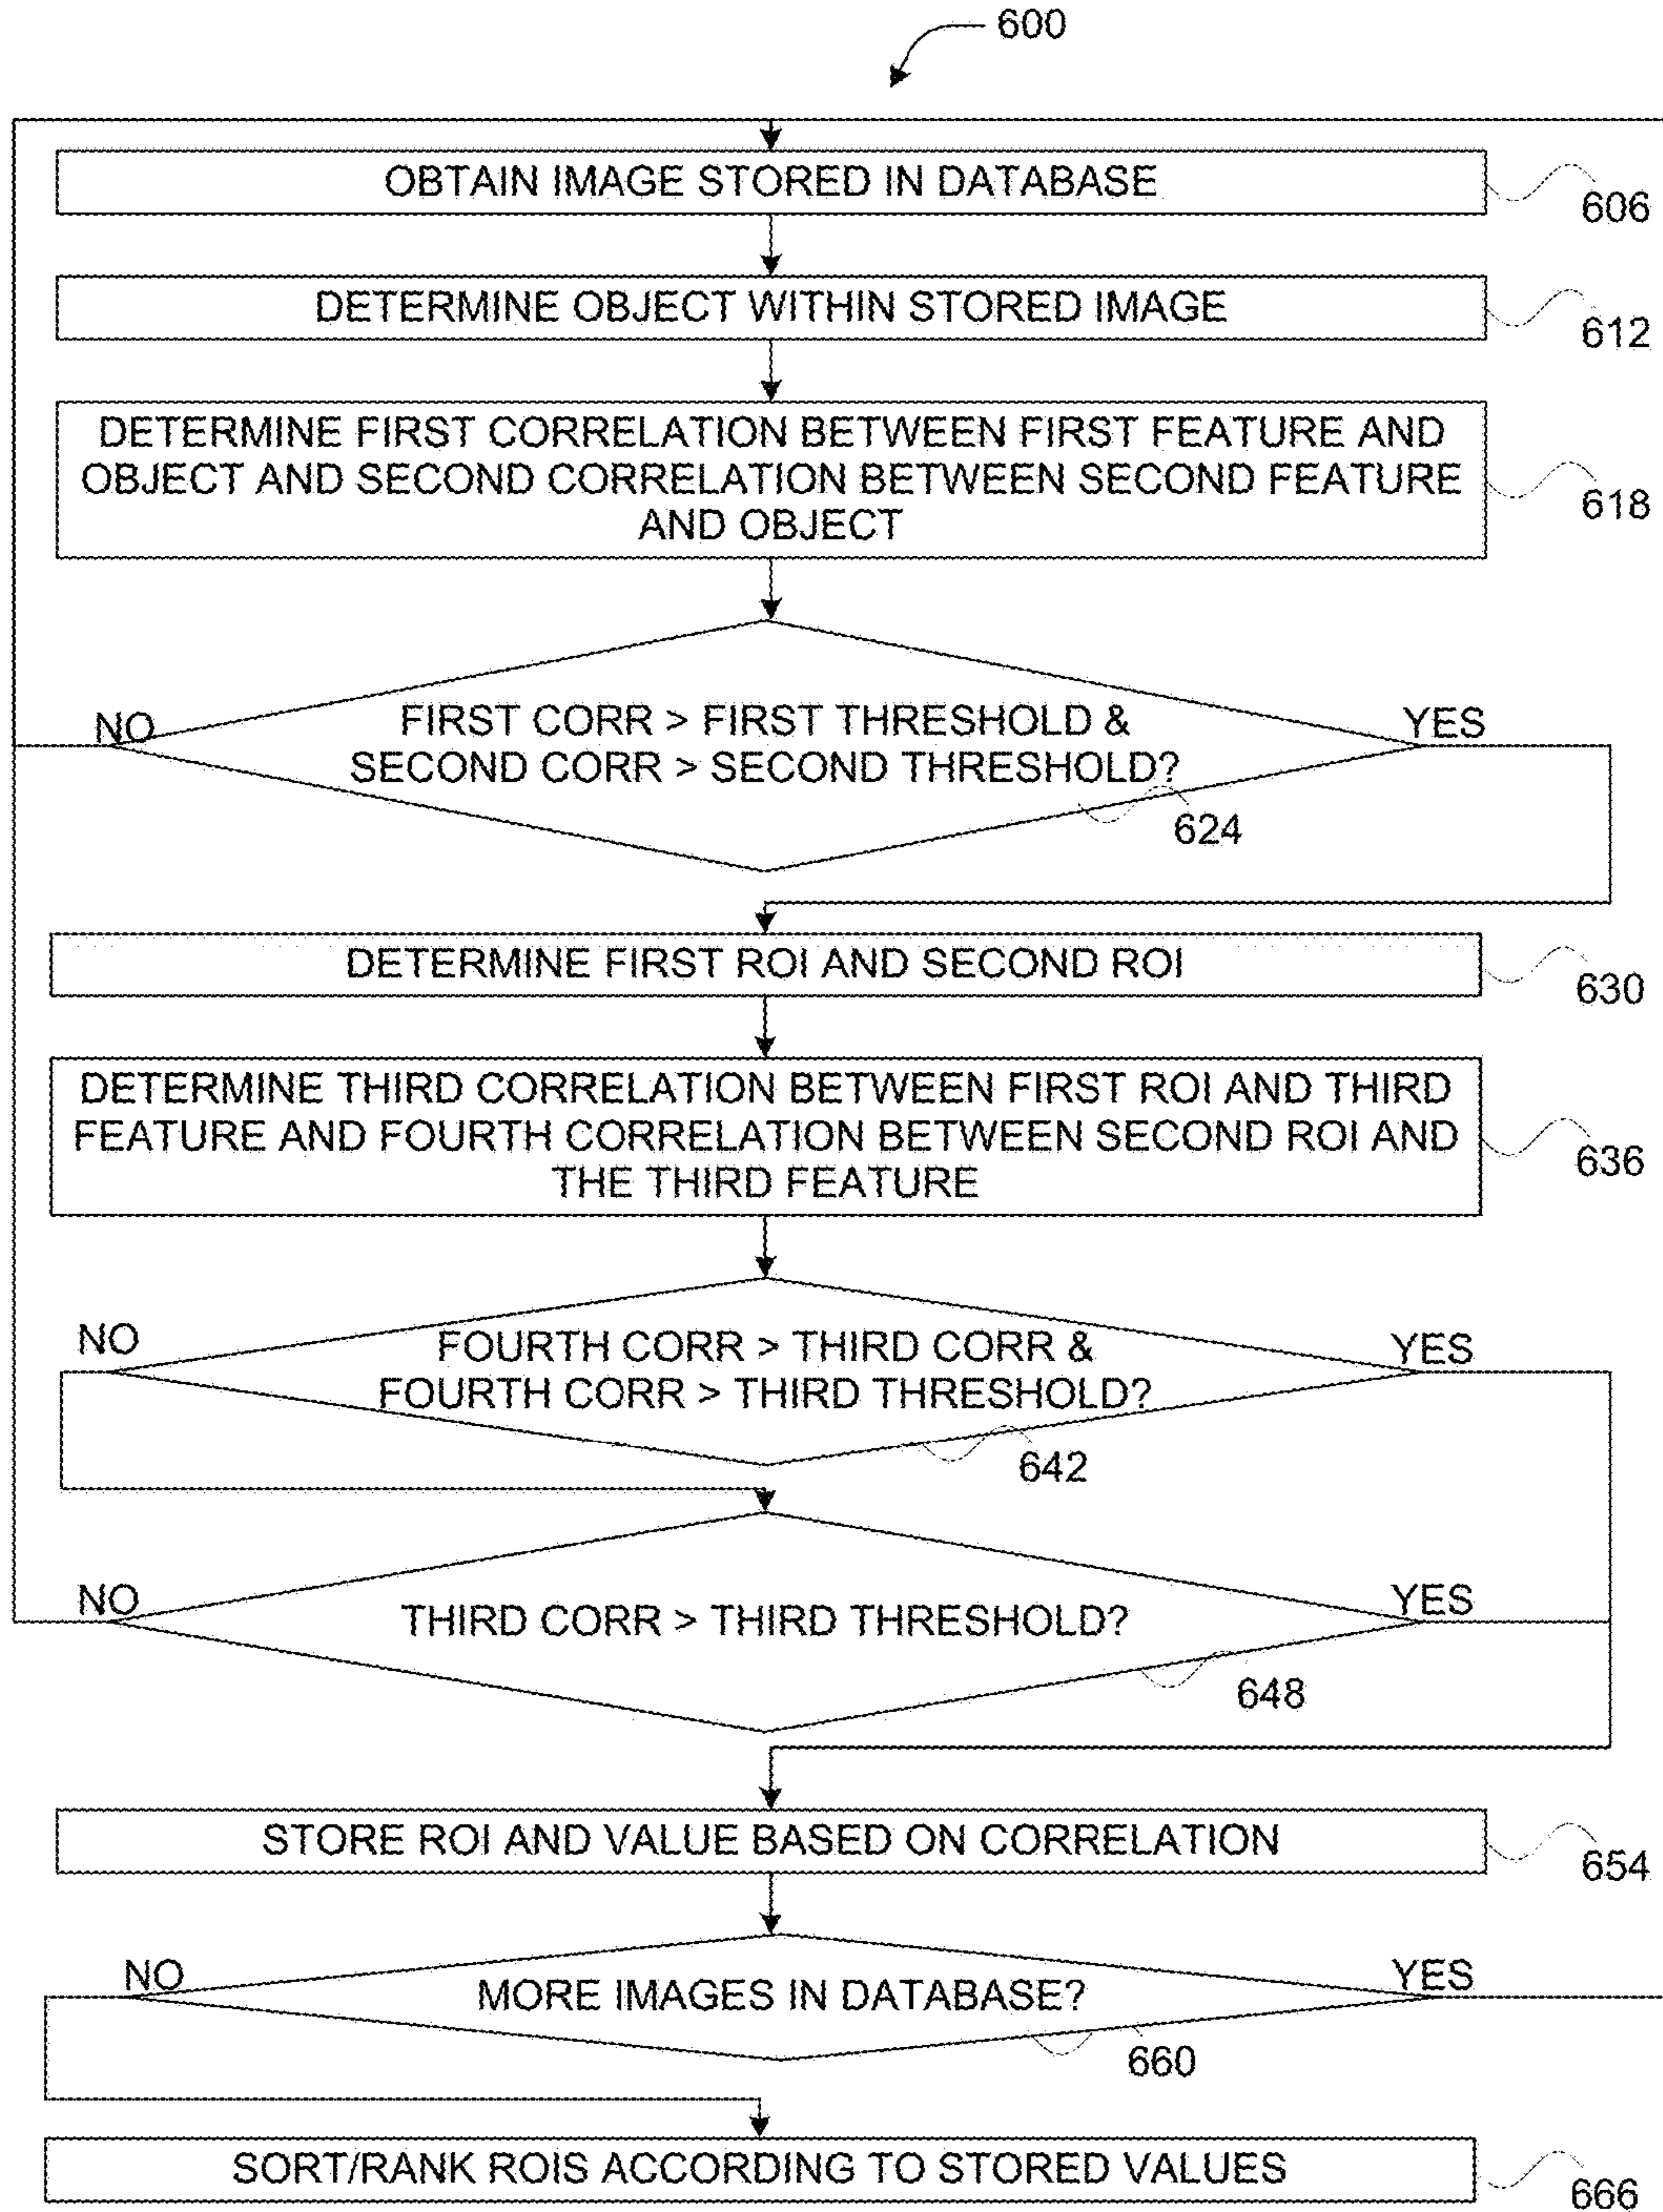 600
OBTAIN IMAGE STORED IN DATABASE
606
DETERMINE OBJECT WITHIN STORED IMAGE
612
DETERMINE FIRST CORRELATION BETWEEN FIRST FEATURE AND
OBJECT AND SECOND CORRELATION BETWEEN SECOND FEATURE
AND OBJECT
618
NO
FIRST CORR > FIRST THRESHOLD &
SECOND CORR > SECOND THRESHOLD?
YES
624
DETERMINE FIRST ROI AND SECOND ROI
630
DETERMINE THIRD CORRELATION BETWEEN FIRST ROI AND THIRD
FEATURE AND FOURTH CORRELATION BETWEEN SECOND ROI AND
THE THIRD FEATURE
636
NO
FOURTH CORR > THIRD CORR &
FOURTH CORR > THIRD THRESHOLD?
YES
642
NO
THIRD CORR > THIRD THRESHOLD?
YES
648
STORE ROI AND VALUE BASED ON CORRELATION
654
NO
MORE IMAGES IN DATABASE?
YES
660
SORT/RANK ROIS ACCORDING TO STORED VALUES
666